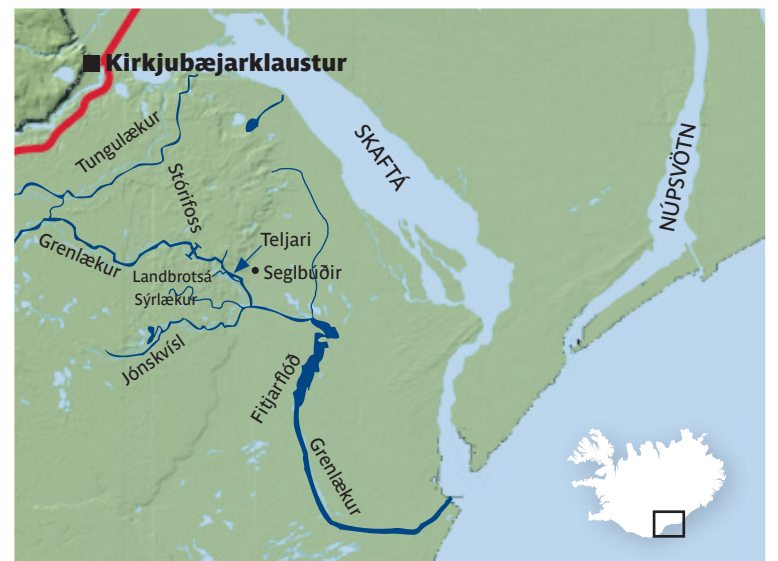 Kirkjubæjarklaustur
Tungulækur
SKAFTÁ
NÚPSVÖTN
Stórifoss
Grenlækur
Teljari
Landbrotsá
Seglbúðir
Sýrlækur
Jónskvísl
Fitjarflóð
Grenlækur